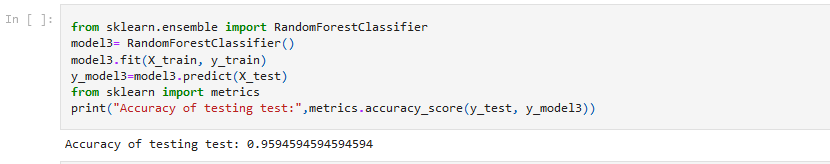 In [ ]:
from sklearn.ensemble import RandomForestClassifier
model3= RandomForestClassifier()
model3.fit(X_train, y_train)
y_model3=model3.predict(X_test)
from sklearn import metrics
print("Accuracy of testing test:",metrics.accuracy_score(y_test, y_model3))
Accuracy of testing test: 0.9594594594594594